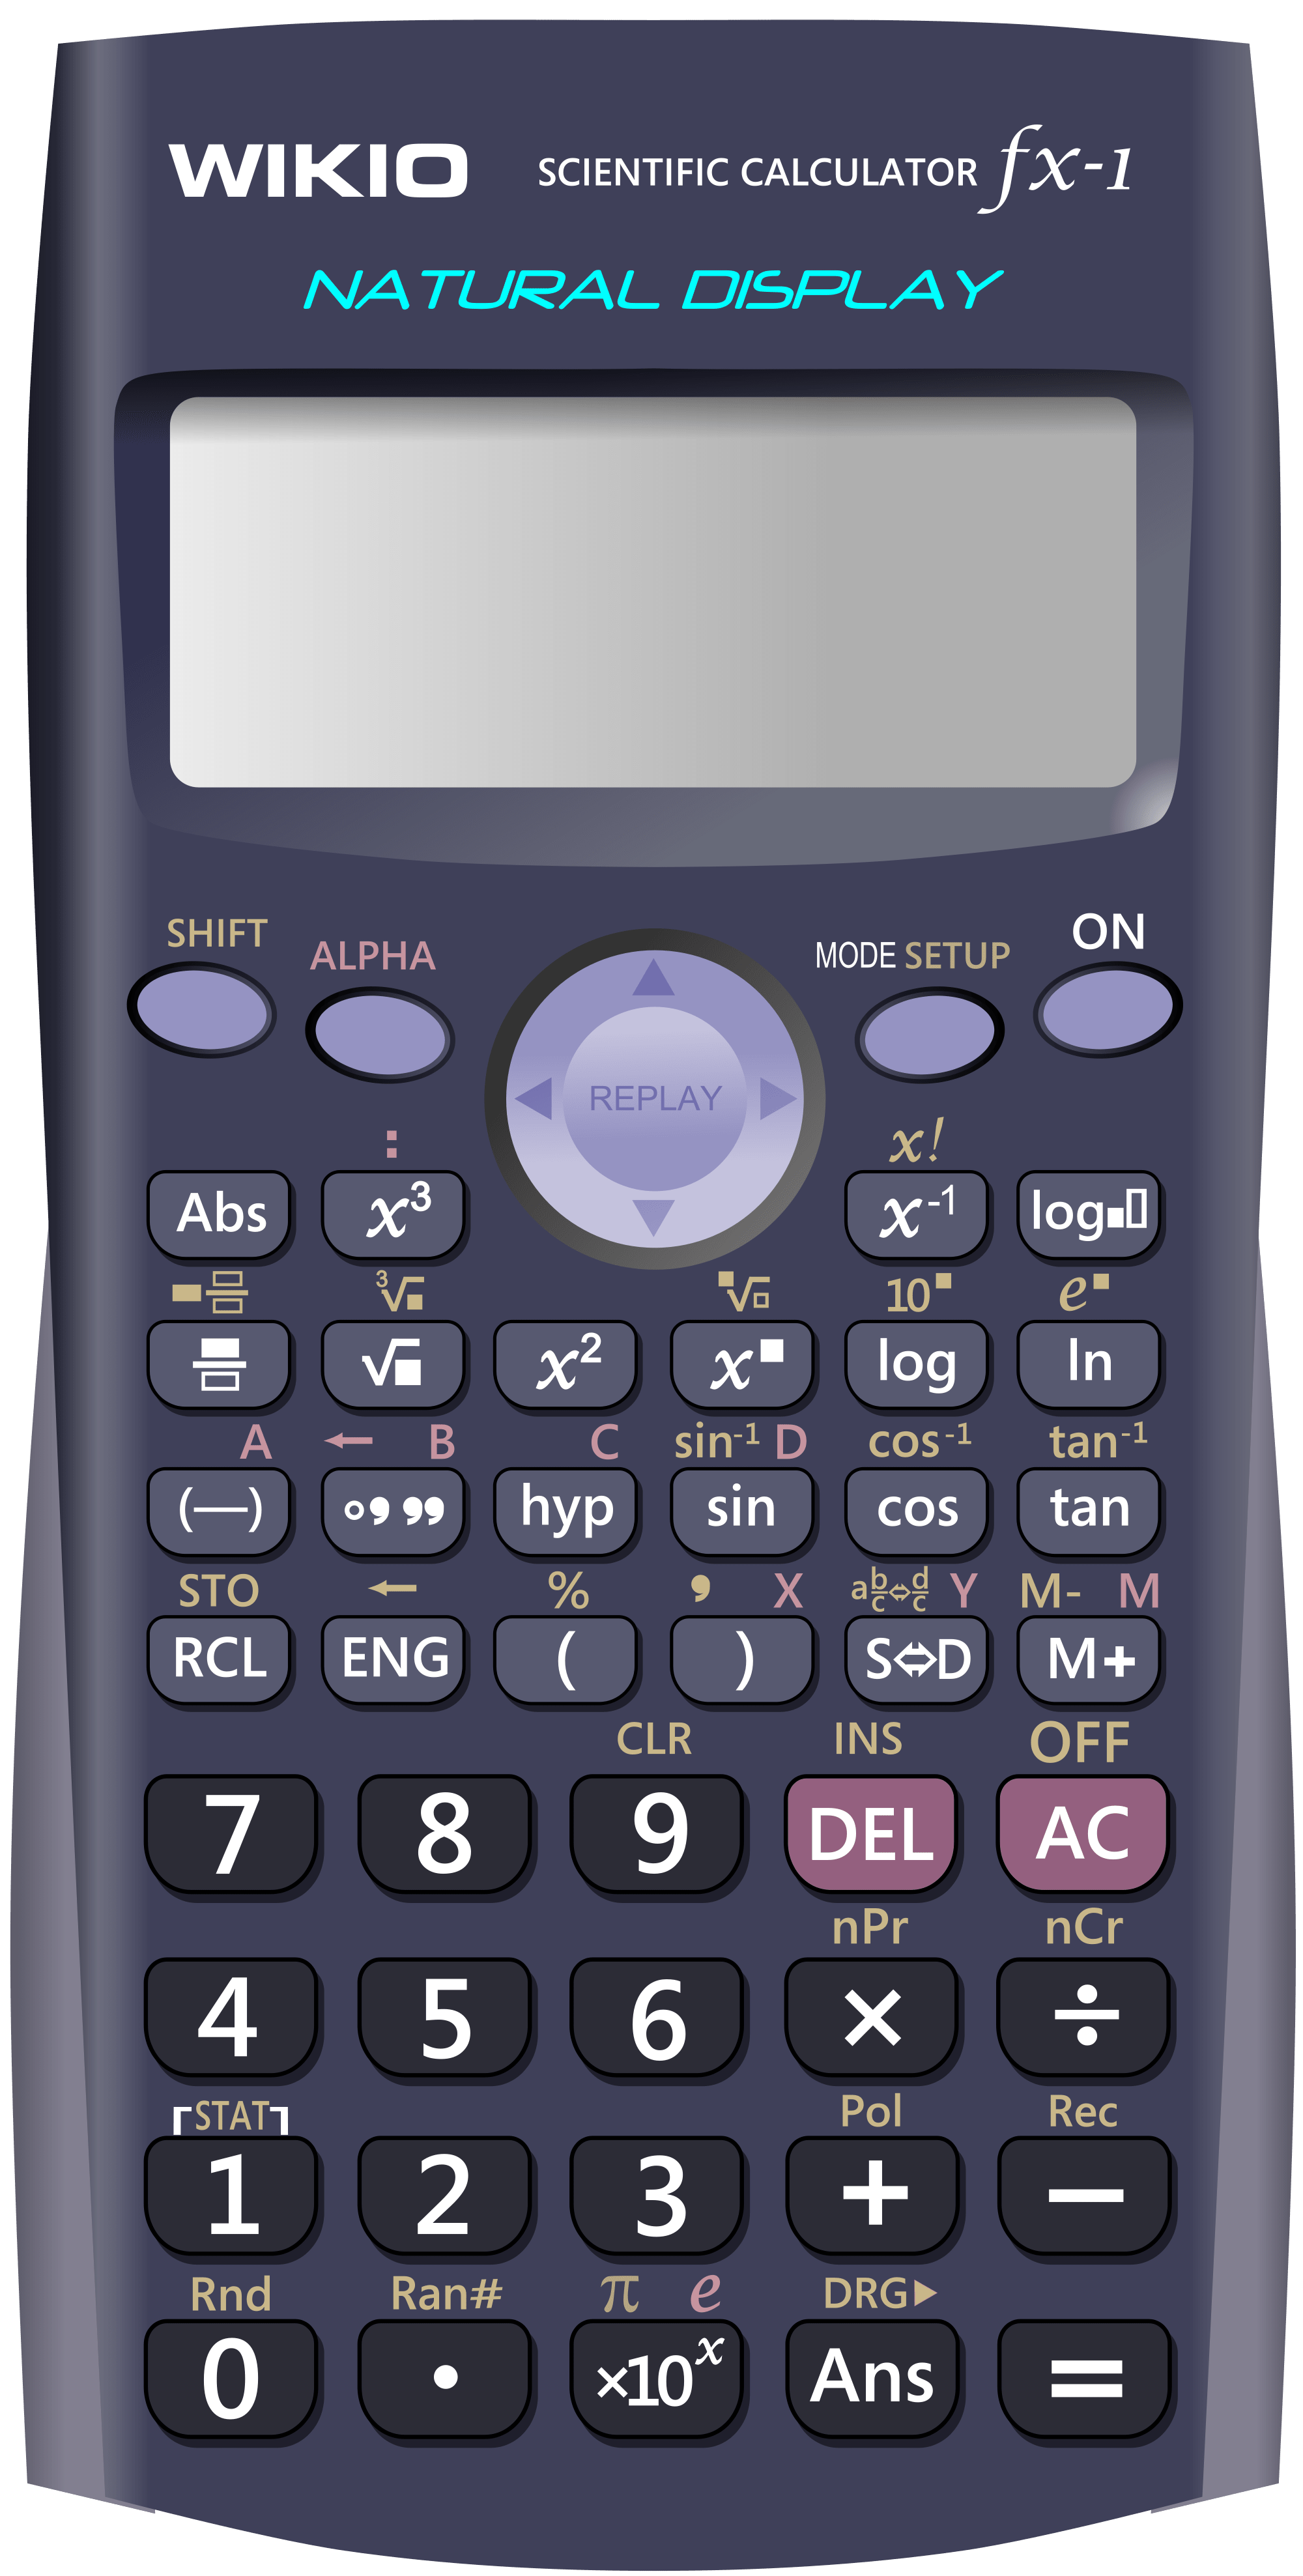 WIKIO SCIENTIFIC CALCULATOR fx-1
NATURAL DISPLAY
SHIFT ALPHA MODE SETUP ON
REPLAY
: x!
Abs x³ x⁻¹ log▪▯
▬▤ ³√▪ ▪√▫ 10▪ e▪
▤ √▪ x² x▪ log ln
A ← B C sin⁻¹ D cos⁻¹ tan⁻¹
(—) °’ ” hyp sin cos tan
STO ← % , X a b/c⇔d/c Y M- M
RCL ENG ( ) S⇔D M+
CLR INS OFF
7 8 9 DEL AC
nPr nCr
4 5 6 × ÷
┌STAT┐ Pol Rec
1 2 3 + −
Rnd Ran# π e DRG▶
0 • ×10ˣ Ans =